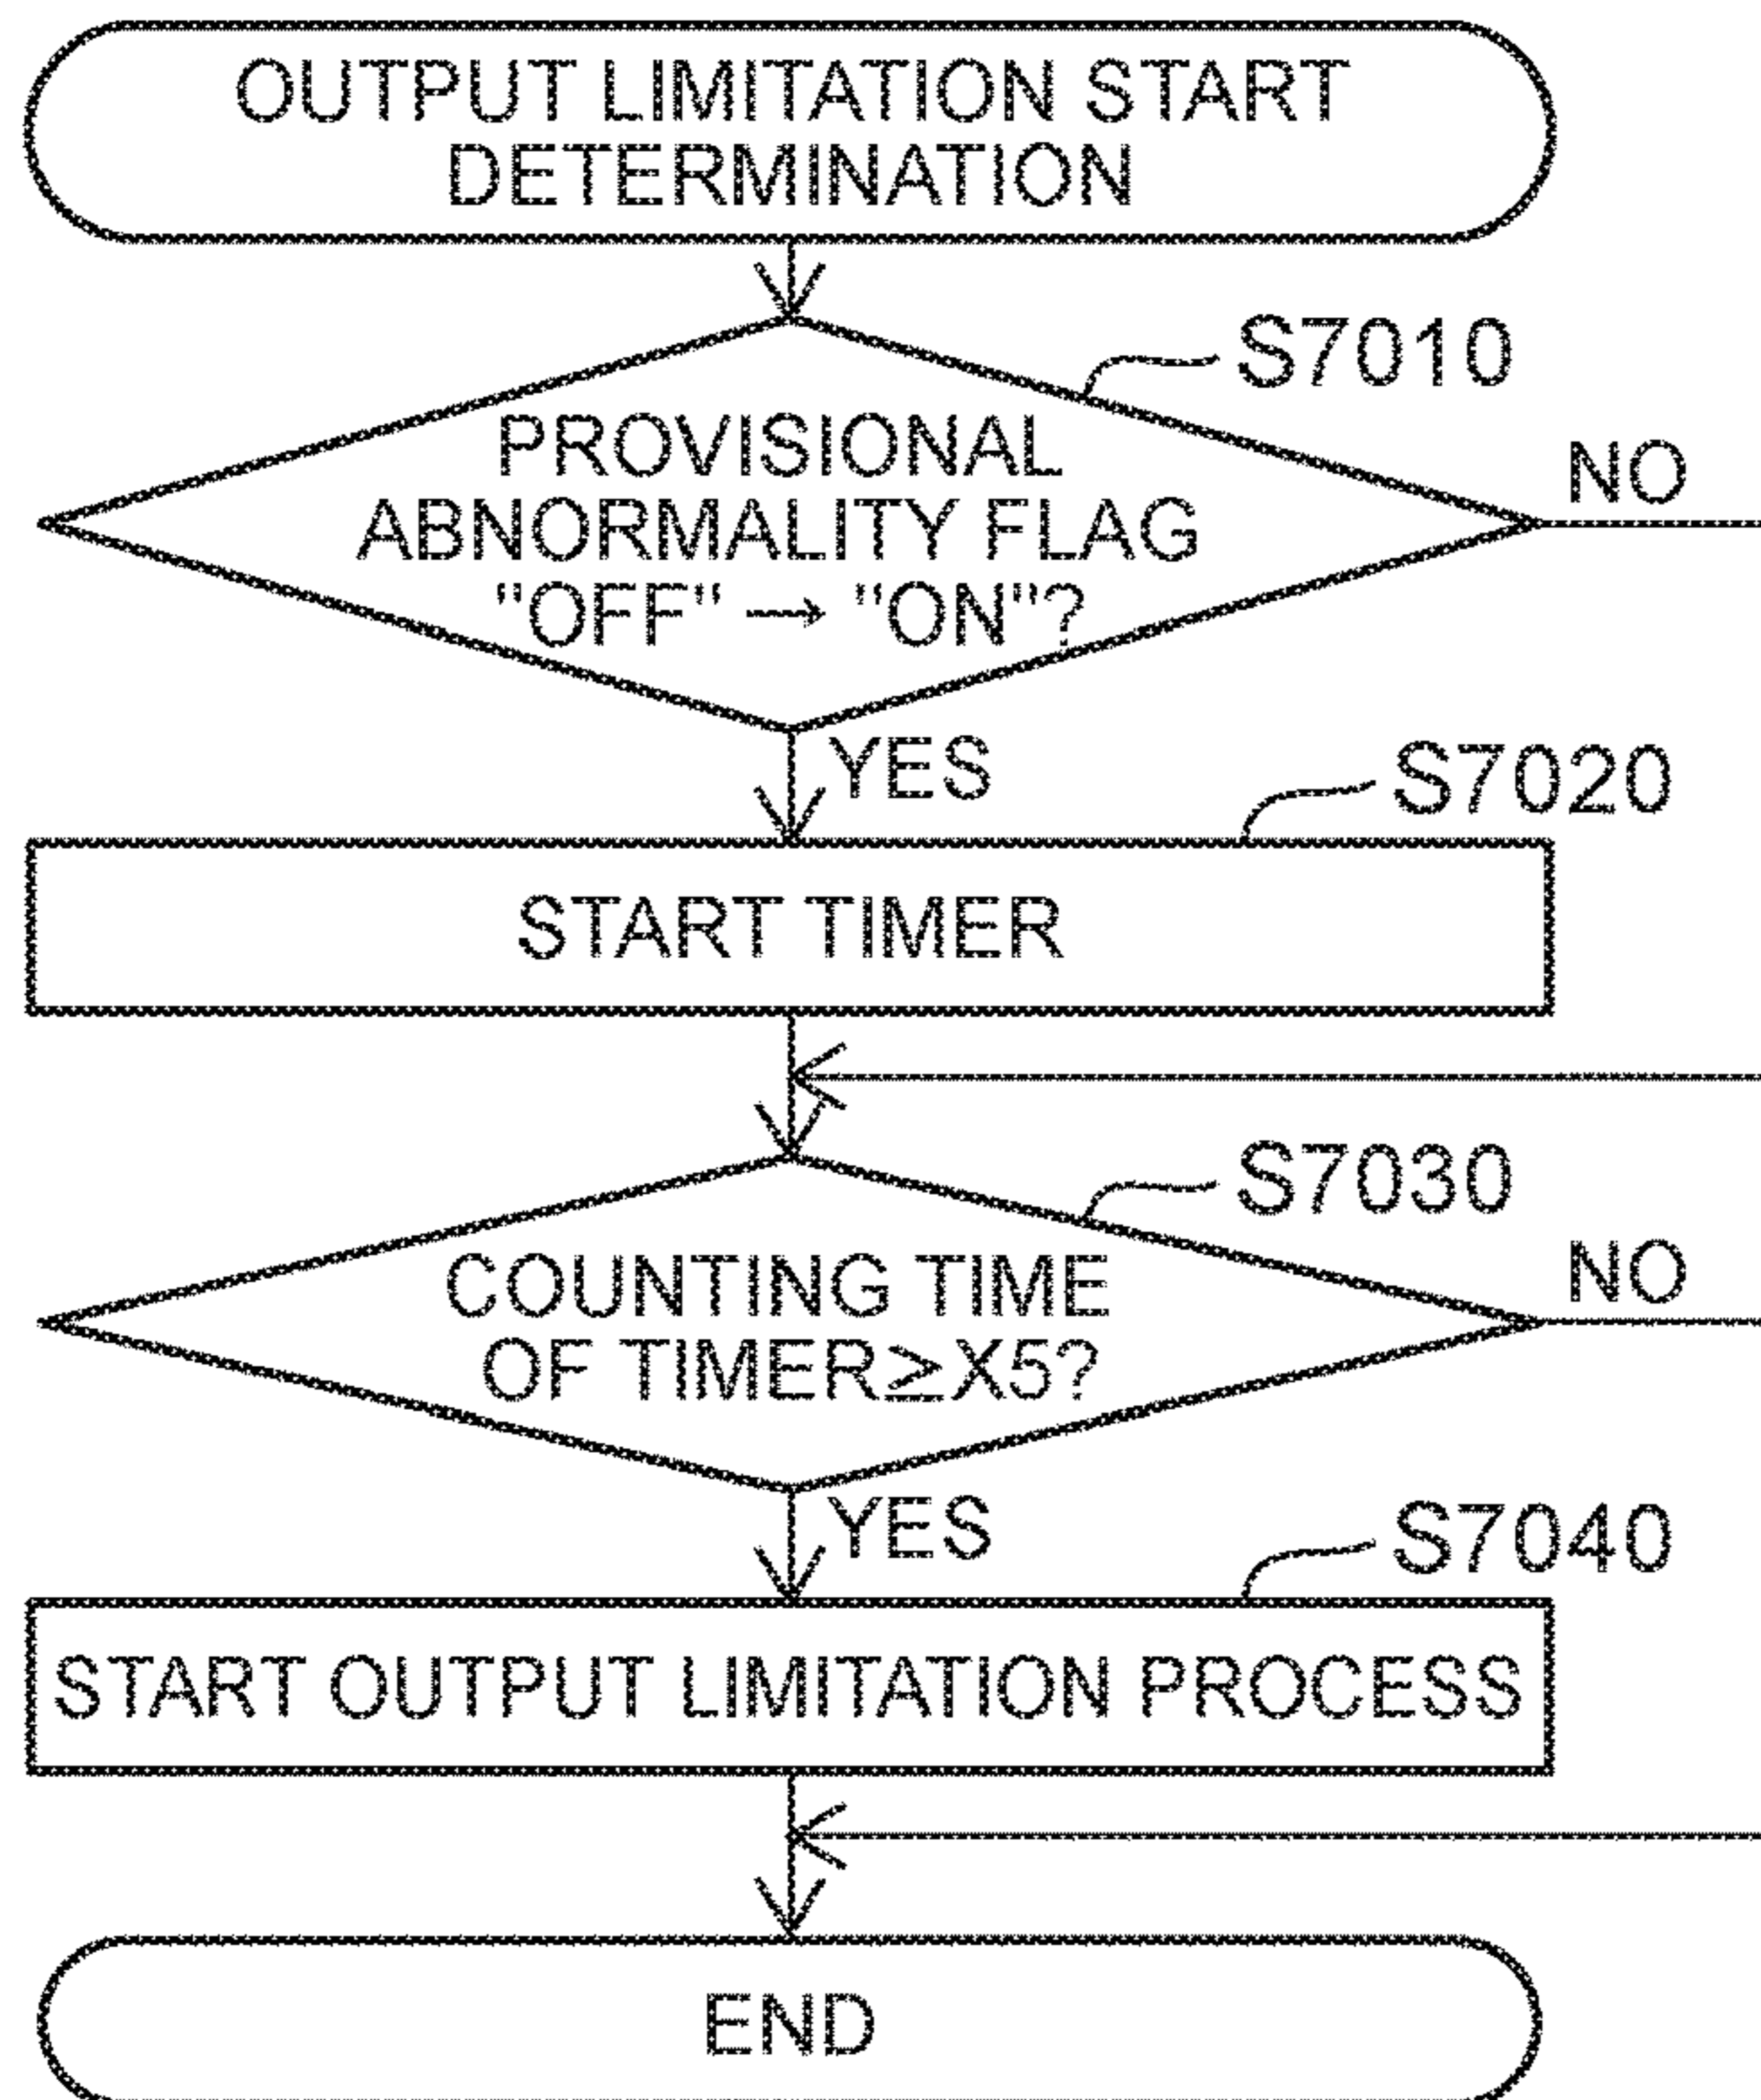 OUTPUT LIMITATION START
DETERMINATION
S7010
PROVISIONAL
ABNORMALITY FLAG
"OFF" → "ON"?
NO
YES
S7020
START TIMER
S7030
COUNTING TIME
OF TIMER≥X5?
NO
YES
S7040
START OUTPUT LIMITATION PROCESS
END